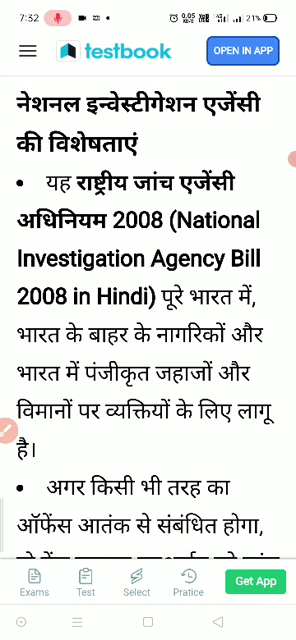 7:32
0.05
21%
testbook
OPEN IN APP
नेशनल इन्वेस्टीगेशन एजेंसी
की विशेषताएं
• यह राष्ट्रीय जांच एजेंसी
अधिनियम 2008 (National
Investigation Agency Bill
2008 in Hindi) पूरे भारत में,
भारत के बाहर के नागरिकों और
भारत में पंजीकृत जहाजों और
विमानों पर व्यक्तियों के लिए लागू
है।
• अगर किसी भी तरह का
ऑफेंस आतंक से संबंधित होगा,
Exams
Test
Select
Pratice
Get App